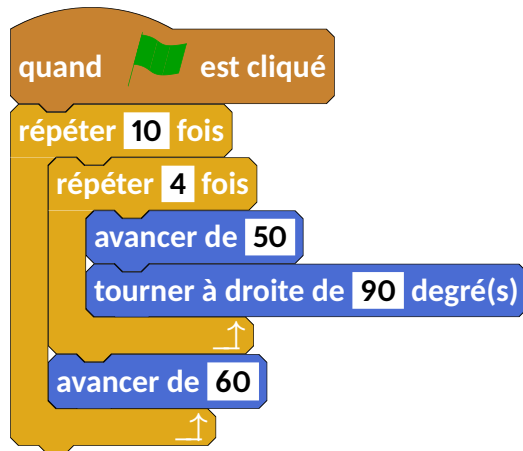 quand est cliqué
répéter 10 fois
répéter 4 fois
avancer de 50
tourner à droite de 90 degré(s)
avancer de 60